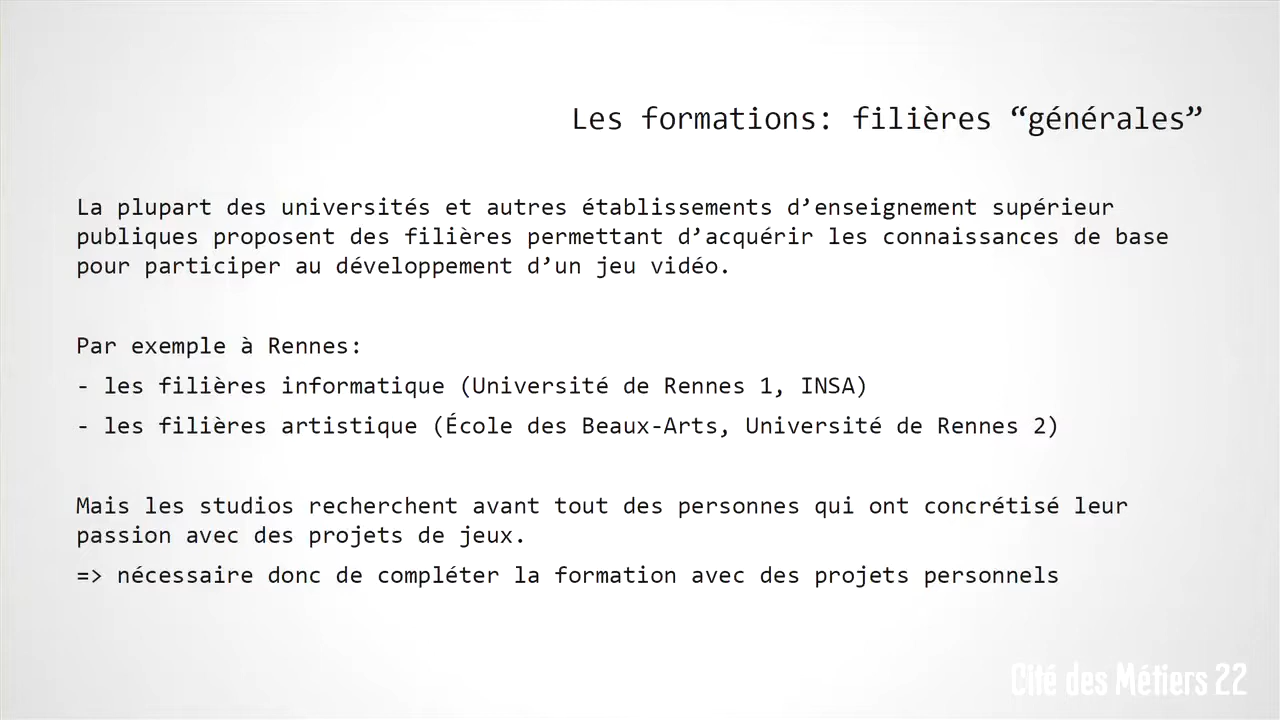 Les formations: filières “générales”
La plupart des universités et autres établissements d’enseignement supérieur
publiques proposent des filières permettant d’acquérir les connaissances de base
pour participer au développement d’un jeu vidéo.
Par exemple à Rennes:
- les filières informatique (Université de Rennes 1, INSA)
- les filières artistique (École des Beaux-Arts, Université de Rennes 2)
Mais les studios recherchent avant tout des personnes qui ont concrétisé leur
passion avec des projets de jeux.
=> nécessaire donc de compléter la formation avec des projets personnels
Cité des Métiers 22